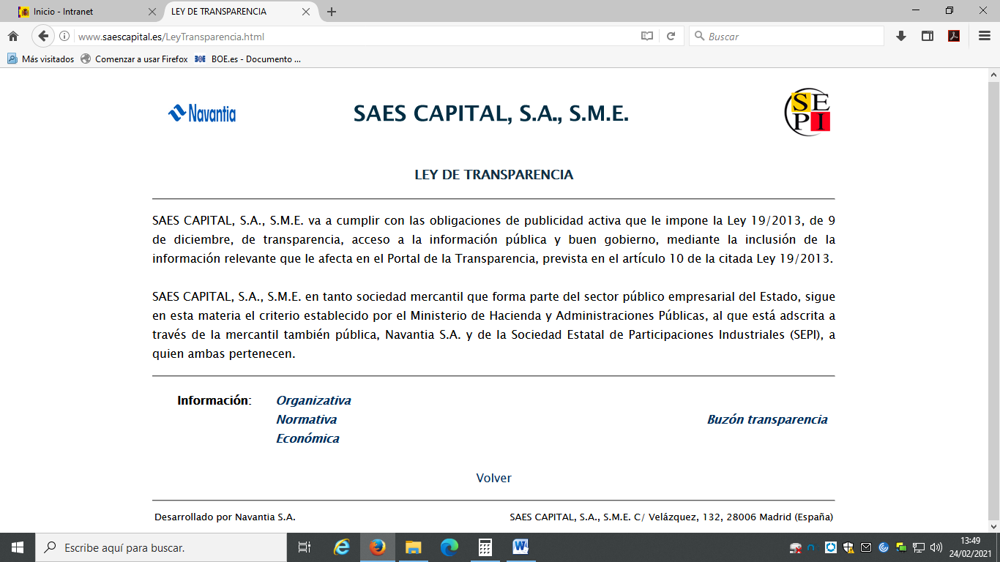 Inicio - Intranet
LEY DE TRANSPARENCIA
www.saescapital.es/LeyTransparencia.html
Buscar
Más visitados
Comenzar a usar Firefox
BOE.es - Documento ...
Navantia
SAES CAPITAL, S.A., S.M.E.
SE
PI
LEY DE TRANSPARENCIA
SAES CAPITAL, S.A., S.M.E. va a cumplir con las obligaciones de publicidad activa que le impone la Ley 19/2013, de 9
de diciembre, de transparencia, acceso a la información pública y buen gobierno, mediante la inclusión de la
información relevante que le afecta en el Portal de la Transparencia, prevista en el artículo 10 de la citada Ley 19/2013.
SAES CAPITAL, S.A., S.M.E. en tanto sociedad mercantil que forma parte del sector público empresarial del Estado, sigue
en esta materia el criterio establecido por el Ministerio de Hacienda y Administraciones Públicas, al que está adscrita a
través de la mercantil también pública, Navantia S.A. y de la Sociedad Estatal de Participaciones Industriales (SEPI), a
quien ambas pertenecen.
Información: Organizativa
Normativa Buzón transparencia
Económica
Volver
Desarrollado por Navantia S.A. SAES CAPITAL, S.A., S.M.E. C/ Velázquez, 132, 28006 Madrid (España)
Escribe aquí para buscar.
13:49
24/02/2021